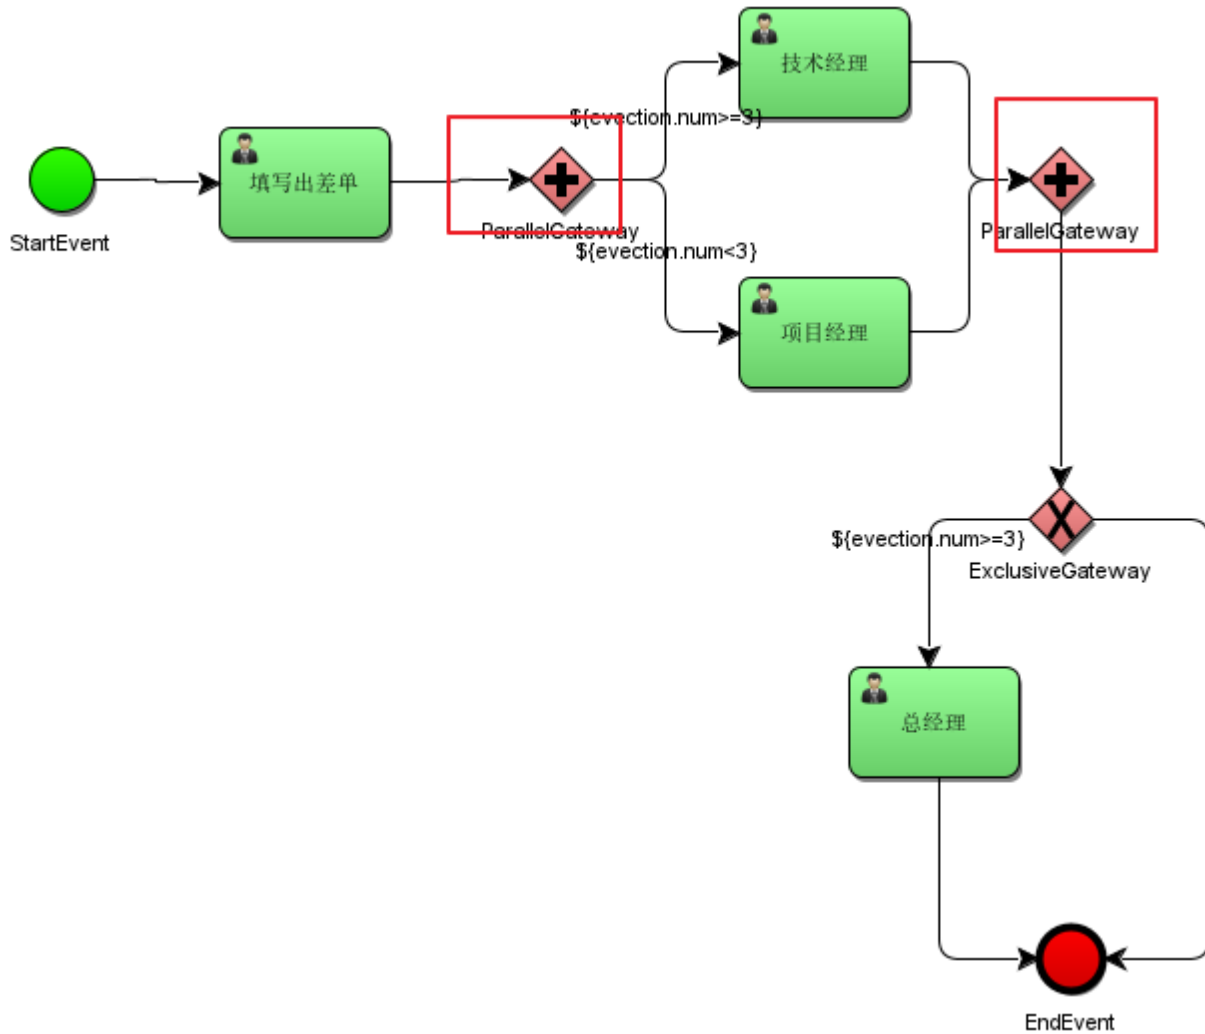 技术经理
${evection.num>=3}
填写出差单
StartEvent
ParallelGateway
ParallelGateway
${evection.num<3}
项目经理
${evection.num>=3}
ExclusiveGateway
总经理
EndEvent